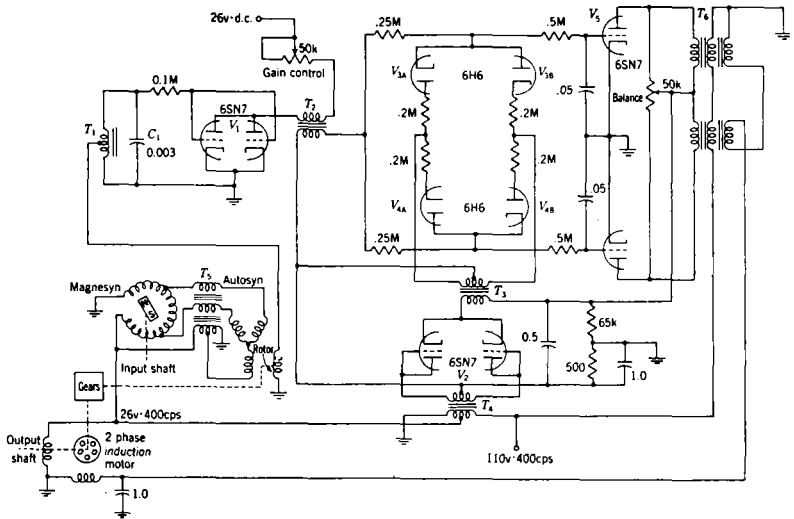 26v·d.c.
50k
Gain control
0.1M
T1
C1
0.003
6SN7
V1
T2
.25M
.5M
V3A
6H6
V3B
.2M
.2M
.2M
.2M
V4A
6H6
V4B
.25M
.5M
.05
.05
V5
6SN7
50k
Balance
T6
Magnesyn
T5
Autosyn
N
S
Rotor
Input shaft
Gears
26v·400cps
Output shaft
2 phase
induction
motor
1.0
T3
6SN7
V2
T4
0.5
65k
500
1.0
110v·400cps